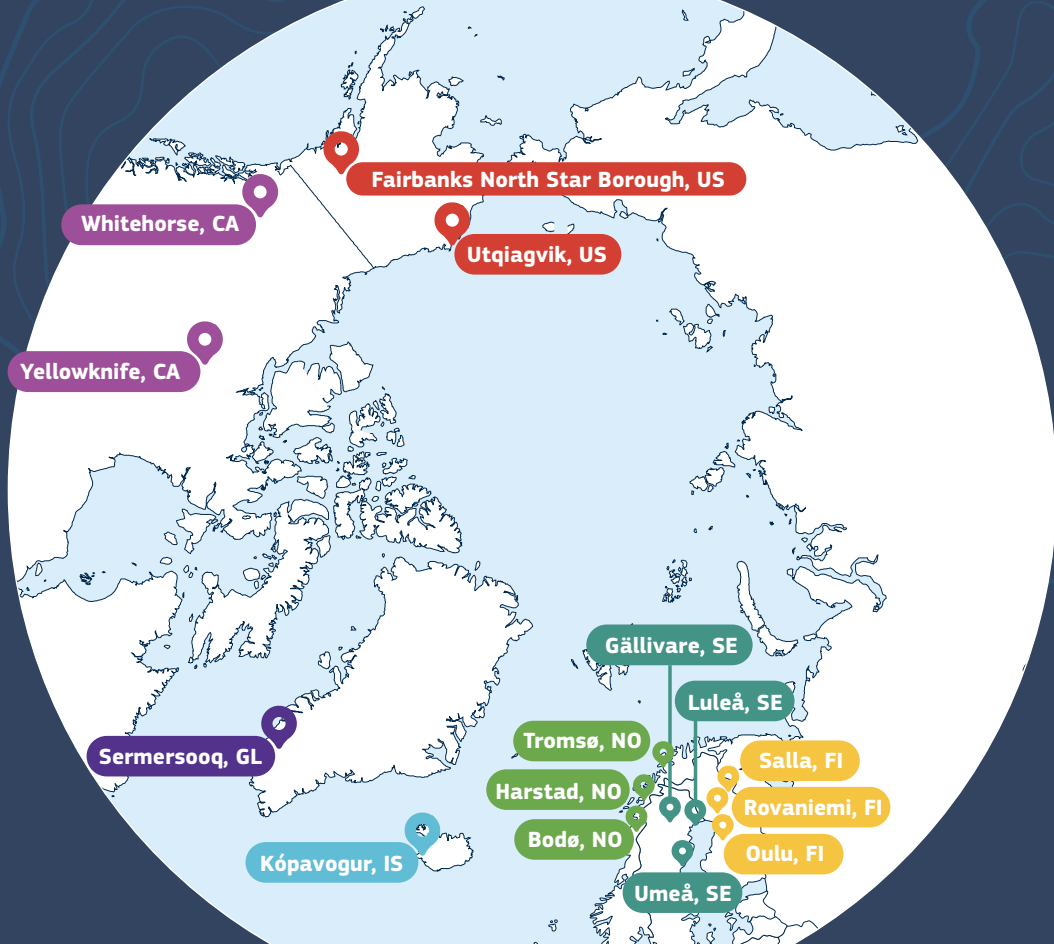 Fairbanks North Star Borough, US
Whitehorse, CA
Utqiagvik, US
Yellowknife, CA
Gällivare, SE
Luleå, SE
Tromsø, NO
Sermersooq, GL
Salla, FI
Harstad, NO
Rovaniemi, FI
Bodø, NO
Oulu, FI
Kópavogur, IS
Umeå, SE